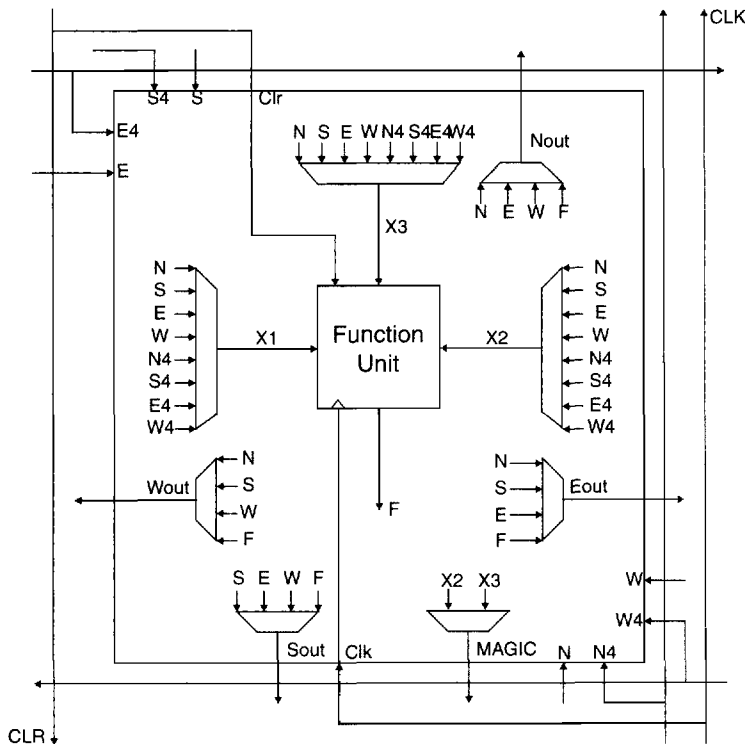 CLK
S4 S Clr
E4
E
N S E W N4 S4 E4 W4
Nout
N E W F
X3
N
S
E
W
N4
S4
E4
W4
X1
Function
Unit
X2
N
S
E
W
N4
S4
E4
W4
Wout
N
S
W
F
F
N
S
E
F
Eout
S E W F
X2 X3
W
W4
Sout Clk MAGIC N N4
CLR